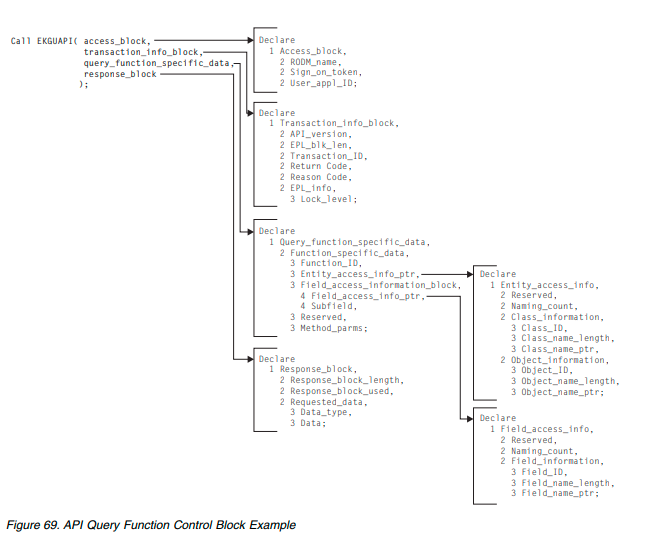 Call EKGUAPI( access_block,
transaction_info_block,
query_function_specific_data,
response_block
);
Declare
1 Access_block,
2 RODM_name,
2 Sign_on_token,
2 User_appl_ID;
Declare
1 Transaction_info_block,
2 API_version,
2 EPL_blk_len,
2 Transaction_ID,
2 Return Code,
2 Reason Code,
2 EPL_info,
3 Lock_level;
Declare
1 Query_function_specific_data,
2 Function_specific_data,
3 Function_ID,
3 Entity_access_info_ptr,
3 Field_access_information_block,
4 Field_access_info_ptr,
4 Subfield,
3 Reserved,
3 Method_parms;
Declare
1 Response_block,
2 Response_block_length,
2 Response_block_used,
2 Requested_data,
3 Data_type,
3 Data;
Declare
1 Entity_access_info,
2 Reserved,
2 Naming_count,
2 Class_information,
3 Class_ID,
3 Class_name_length,
3 Class_name_ptr,
2 Object_information,
3 Object_ID,
3 Object_name_length,
3 Object_name_ptr;
Declare
1 Field_access_info,
2 Reserved,
2 Naming_count,
2 Field_information,
3 Field_ID,
3 Field_name_length,
3 Field_name_ptr;
Figure 69. API Query Function Control Block Example